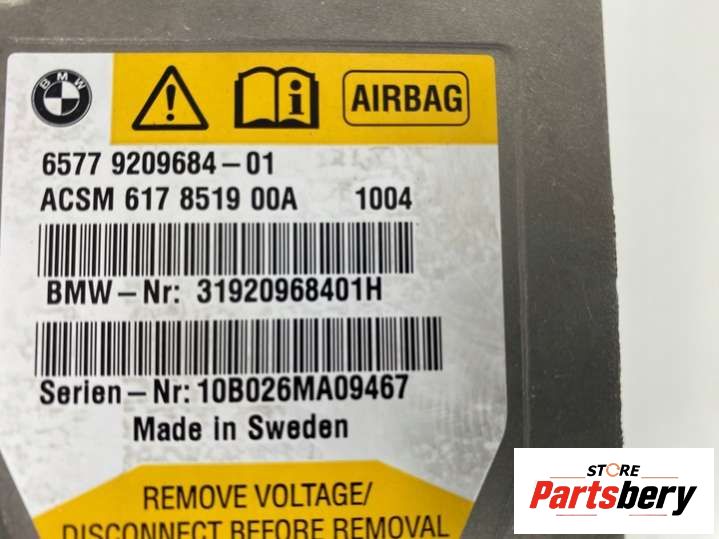 BMW
AIRBAG
6577 9209684-01
ACSM 617 8519 00A 1004
BMW-Nr: 31920968401H
Serien-Nr: 10B026MA09467
Made in Sweden
REMOVE VOLTAGE/
DISCONNECT BEFORE REMOVAL
STORE
Partsbery